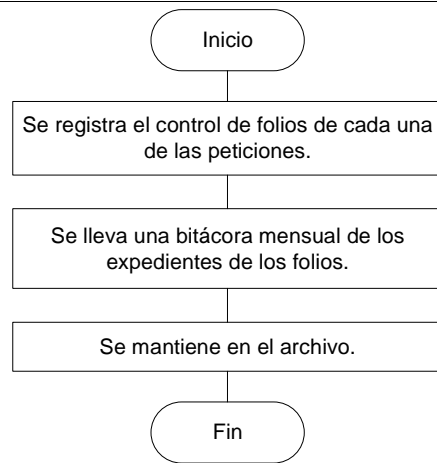 Inicio
Se registra el control de folios de cada una
de las peticiones.
Se lleva una bitácora mensual de los
expedientes de los folios.
Se mantiene en el archivo.
Fin